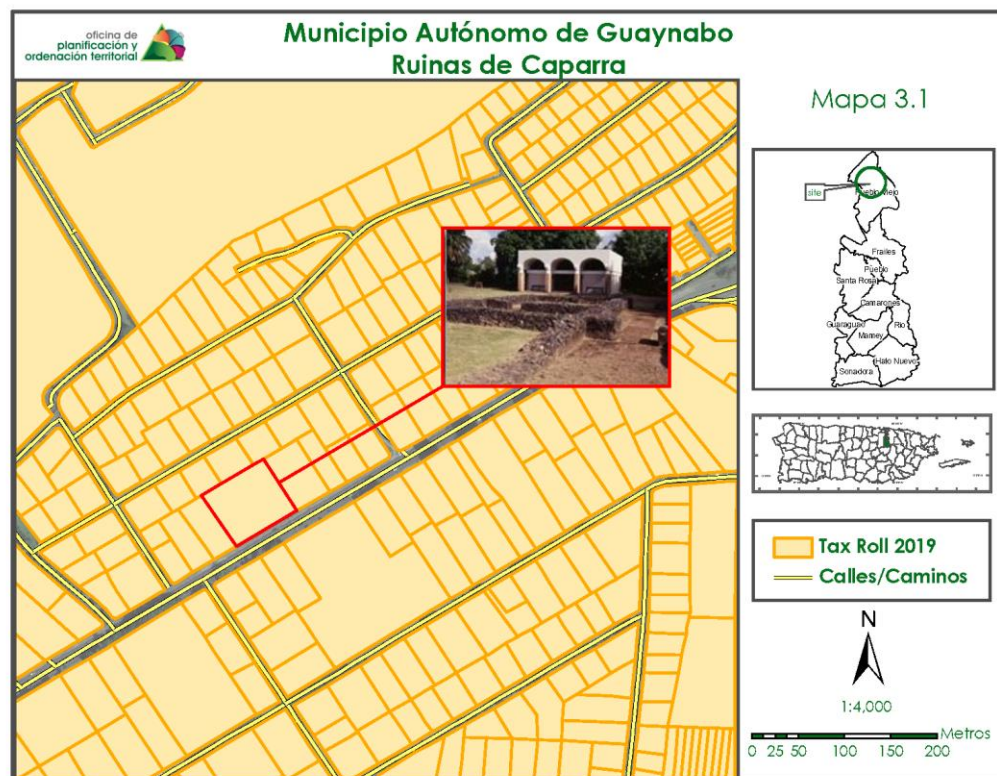 oficina de
planificación y
ordenación territorial
Municipio Autónomo de Guaynabo
Ruinas de Caparra
Mapa 3.1
site
Pueblo Viejo
Frailes
Pueblo
Santa Rosa
Camarones
Guaraguao
Mamey
Rio
Hato Nuevo
Sonadora
Tax Roll 2019
Calles/Caminos
N
1:4,000
Metros
0 25 50 100 150 200